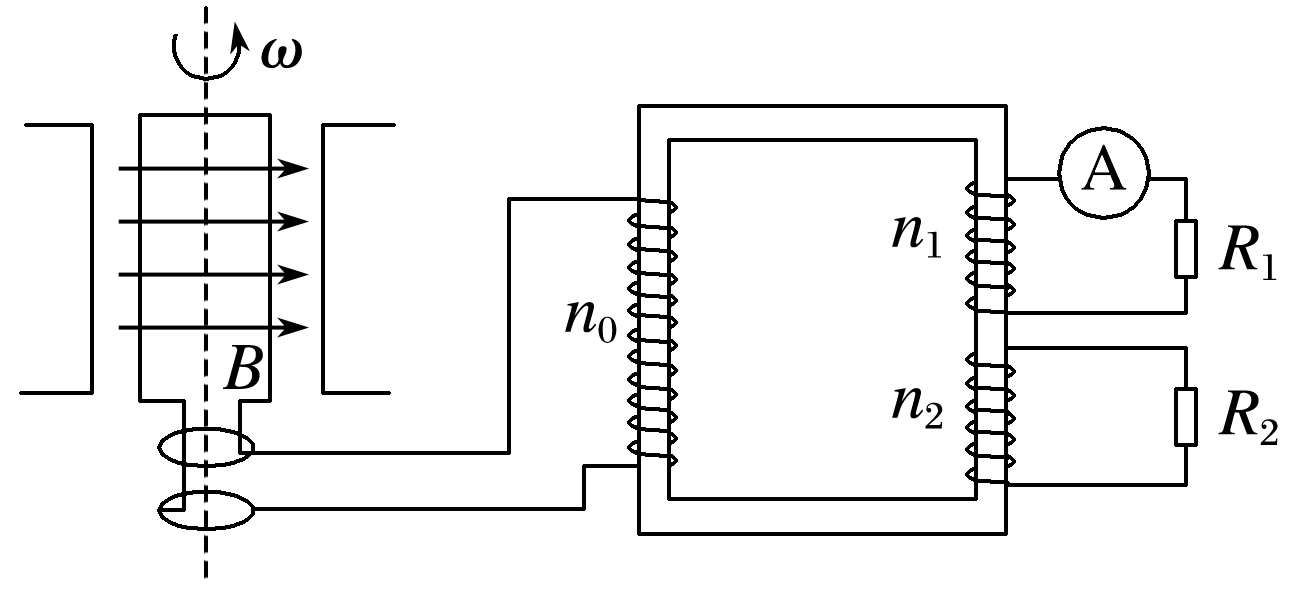 ω
A
n₁
R₁
n₀
B
n₂
R₂